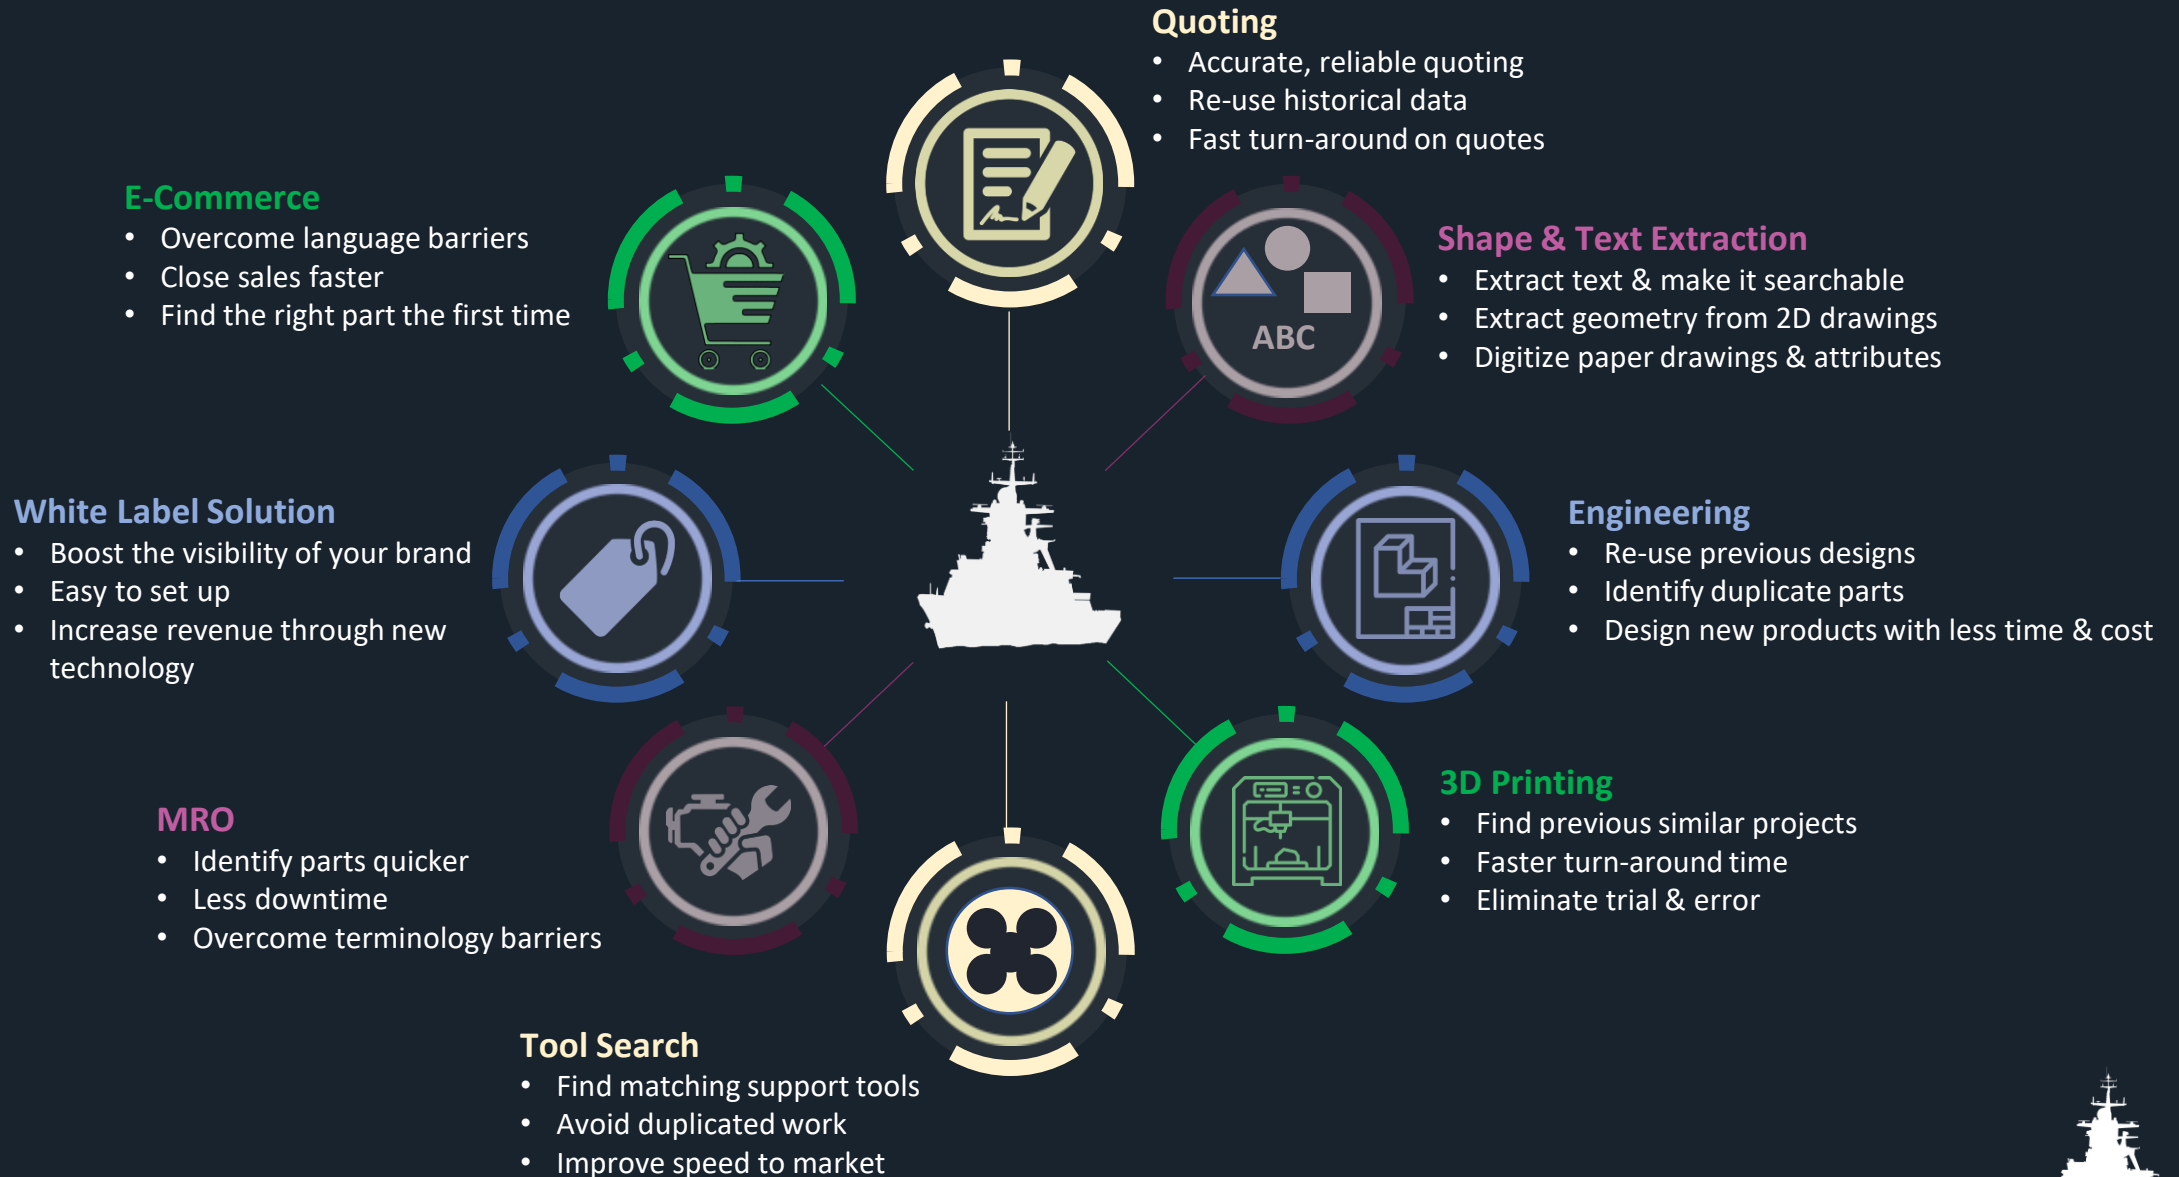 Quoting
• Accurate, reliable quoting
• Re-use historical data
• Fast turn-around on quotes
E-Commerce
• Overcome language barriers
• Close sales faster
• Find the right part the first time
Shape & Text Extraction
• Extract text & make it searchable
• Extract geometry from 2D drawings
• Digitize paper drawings & attributes
ABC
White Label Solution
• Boost the visibility of your brand
• Easy to set up
• Increase revenue through new
technology
Engineering
• Re-use previous designs
• Identify duplicate parts
• Design new products with less time & cost
MRO
• Identify parts quicker
• Less downtime
• Overcome terminology barriers
3D Printing
• Find previous similar projects
• Faster turn-around time
• Eliminate trial & error
Tool Search
• Find matching support tools
• Avoid duplicated work
• Improve speed to market